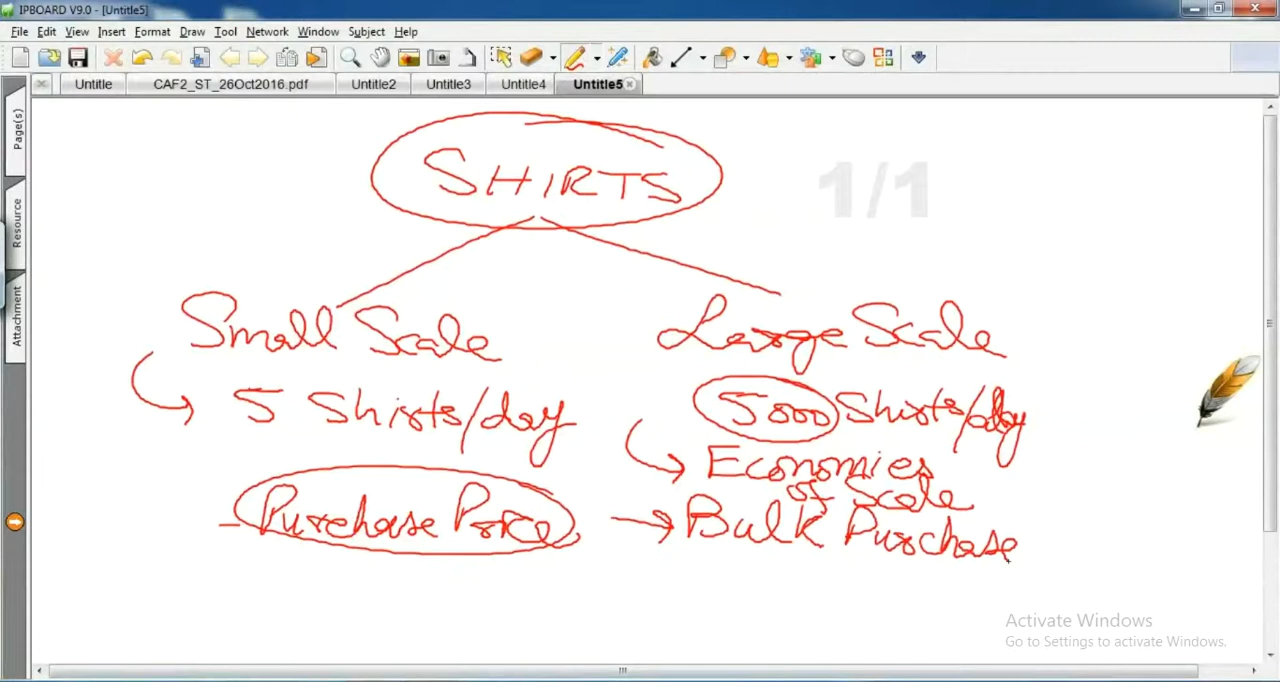 IPBOARD V9.0 - [Untitle5]
File Edit View Insert Format Draw Tool Network Window Subject Help
Untitle CAF2_ST_26Oct2016.pdf Untitle2 Untitle3 Untitle4 Untitle5
Page(s)
Resource
Attachment
1/1
SHIRTS
Small Scale
Large Scale
5 Shirts/day
5000 Shirts/day
Economies
of Scale
- Purchase Price
→ Bulk Purchase
Activate Windows
Go to Settings to activate Windows.